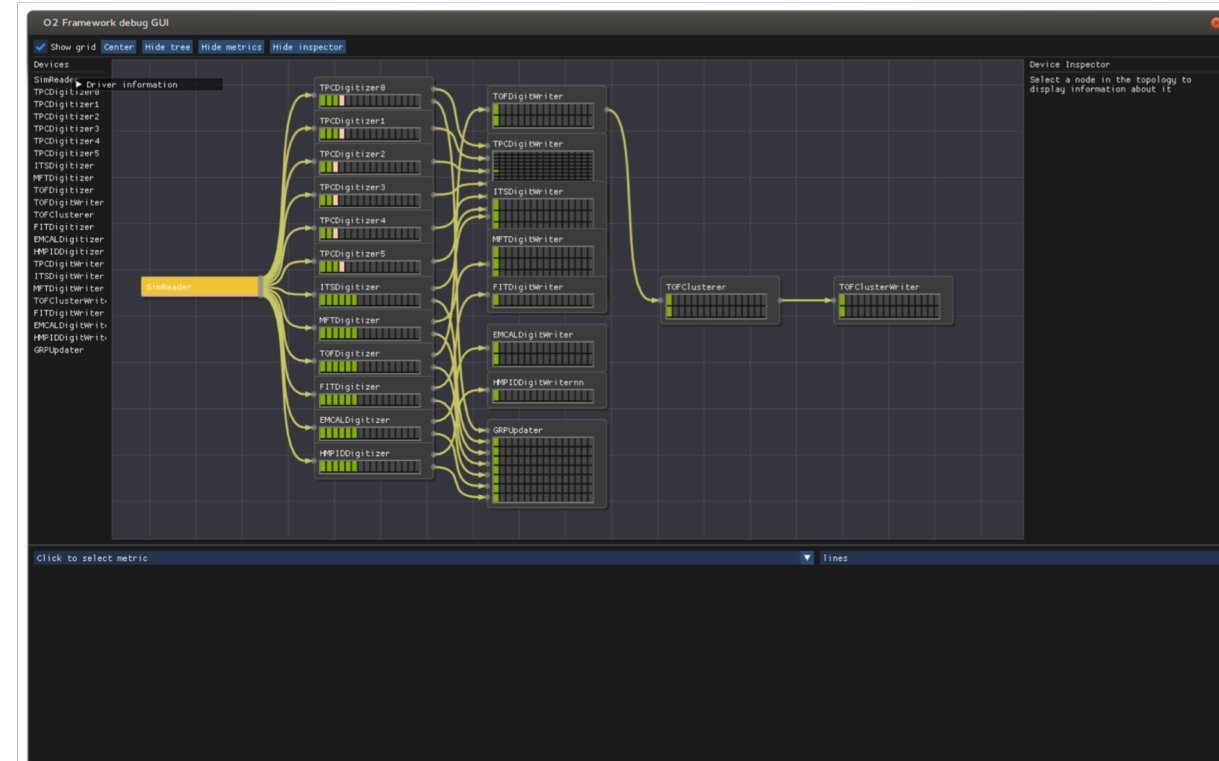 O2 Framework debug GUI
Show grid Center Hide tree Hide metrics Hide inspector
Devices
SimReader
Driver information
TPCDigitizer0
TPCDigitizer1
TPCDigitizer2
TPCDigitizer3
TPCDigitizer4
TPCDigitizer5
ITSDigitizer
MFTDigitizer
TOFDigitizer
TOFDigitWriter
TOFClusterer
FITDigitizer
EMCALDigitizer
HMPIDDigitizer
TPCDigitWriter
ITSDigitWriter
MFTDigitWriter
TOFClusterWrit
FITDigitWriter
EMCALDigitWrit
HMPIDDigitWrit
GRPUpdater
SimReader
TPCDigitizer0
TPCDigitizer1
TPCDigitizer2
TPCDigitizer3
TPCDigitizer4
TPCDigitizer5
ITSDigitizer
MFTDigitizer
TOFDigitizer
FITDigitizer
EMCALDigitizer
HMPIDDigitizer
TOFDigitWriter
TPCDigitWriter
ITSDigitWriter
MFTDigitWriter
FITDigitWriter
EMCALDigitWriter
HMPIDDigitWriternn
GRPUpdater
TOFClusterer
TOFClusterWriter
Device Inspector
Select a node in the topology to
display information about it
Click to select metric
lines